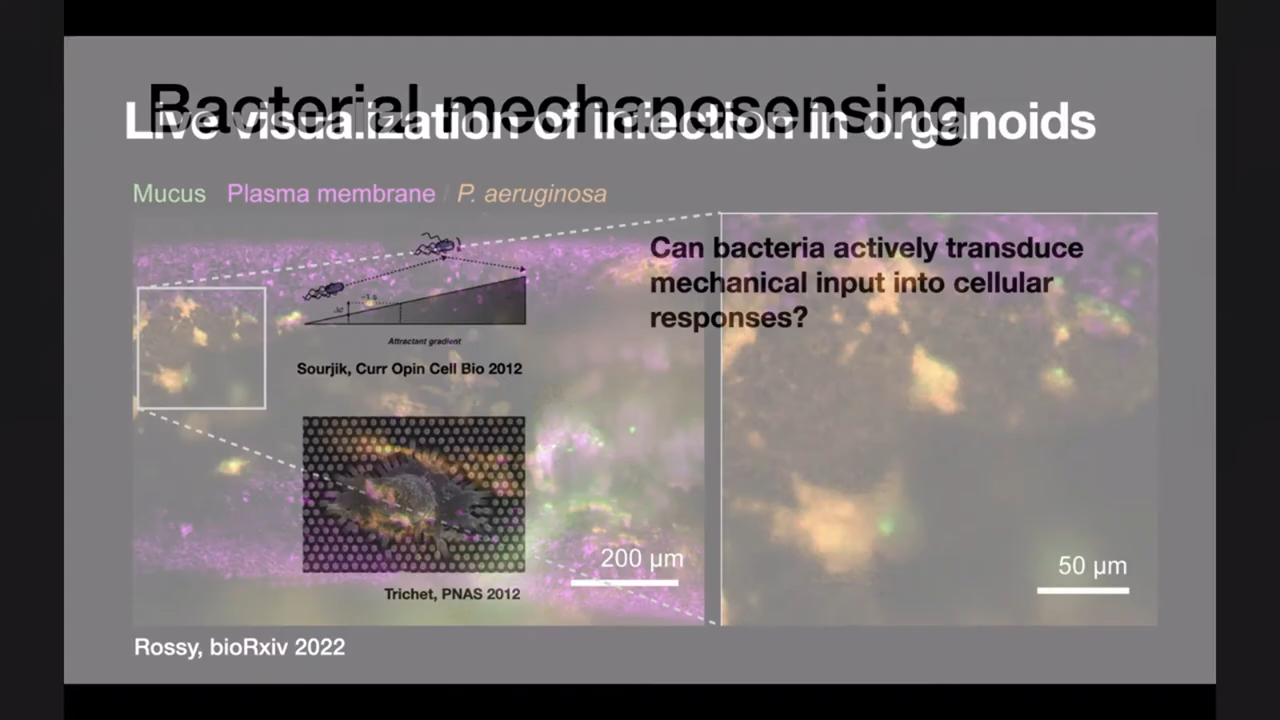 Bacterial mechanosensing
Live visualization of infection in organoids
Mucus Plasma membrane / P. aeruginosa
Can bacteria actively transduce
mechanical input into cellular
responses?
Attractant gradient
Sourjik, Curr Opin Cell Bio 2012
200 µm
50 µm
Trichet, PNAS 2012
Rossy, bioRxiv 2022